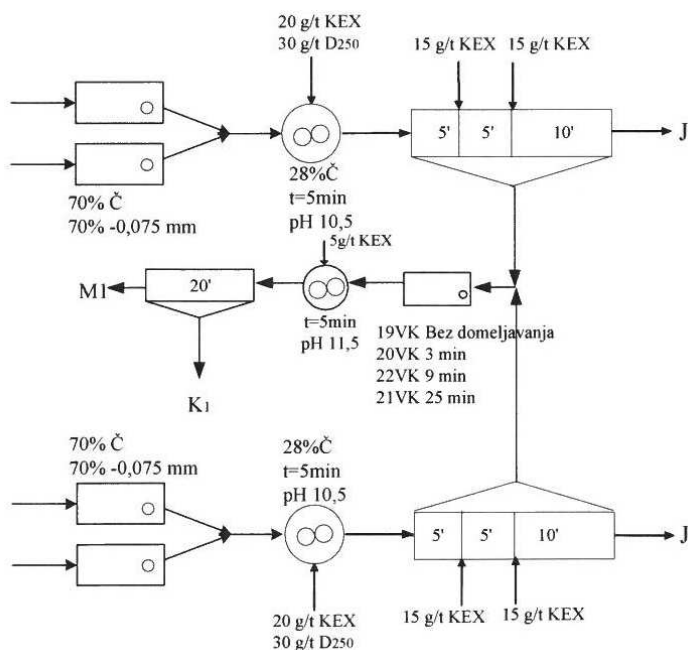 20 g/t KEX
30 g/t D250
15 g/t KEX
15 g/t KEX
5'
5'
10'
J
70% Č
70% -0,075 mm
28%Č
t=5min
pH 10,5
5g/t KEX
M1
20'
t=5min
pH 11,5
19VK Bez domeljavanja
20VK 3 min
22VK 9 min
21VK 25 min
K1
70% Č
70% -0,075 mm
28%Č
t=5min
pH 10,5
5'
5'
10'
J
15 g/t KEX
15 g/t KEX
20 g/t KEX
30 g/t D250